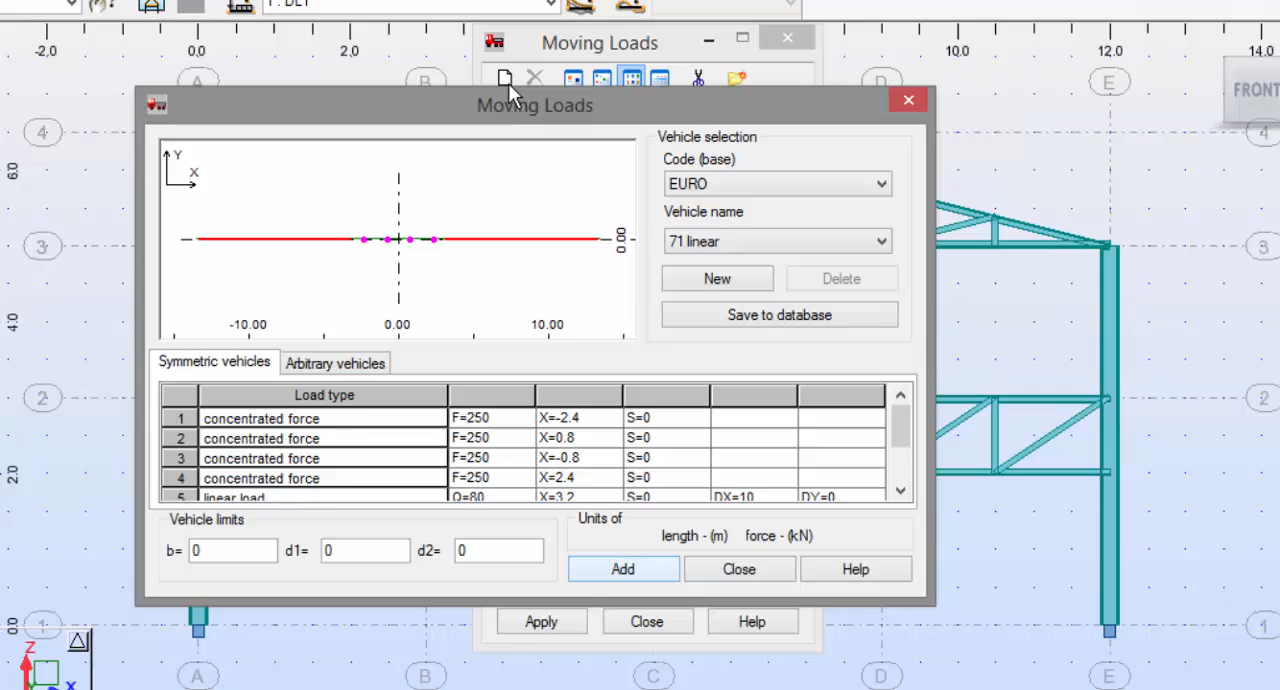 1 : DL1
-2,0 0,0 2,0 10.0 12.0 14.0
Moving Loads
A B D E
FRONT
Moving Loads
4 4
6.0
3 3
4.0
2 2
2.0
0.0
1 1
Y
X
0.00
-10.00 0.00 10.00
Vehicle selection
Code (base)
EURO
Vehicle name
71 linear
New Delete
Save to database
Symmetric vehicles Arbitrary vehicles
Load type
1 concentrated force F=250 X=-2.4 S=0
2 concentrated force F=250 X=0.8 S=0
3 concentrated force F=250 X=-0.8 S=0
4 concentrated force F=250 X=2.4 S=0
5 linear load Q=80 X=3.2 S=0 DX=10 DY=0
Vehicle limits
b= 0 d1= 0 d2= 0
Units of
length - (m) force - (kN)
Add Close Help
Apply Close Help
Z
X
A B C D E